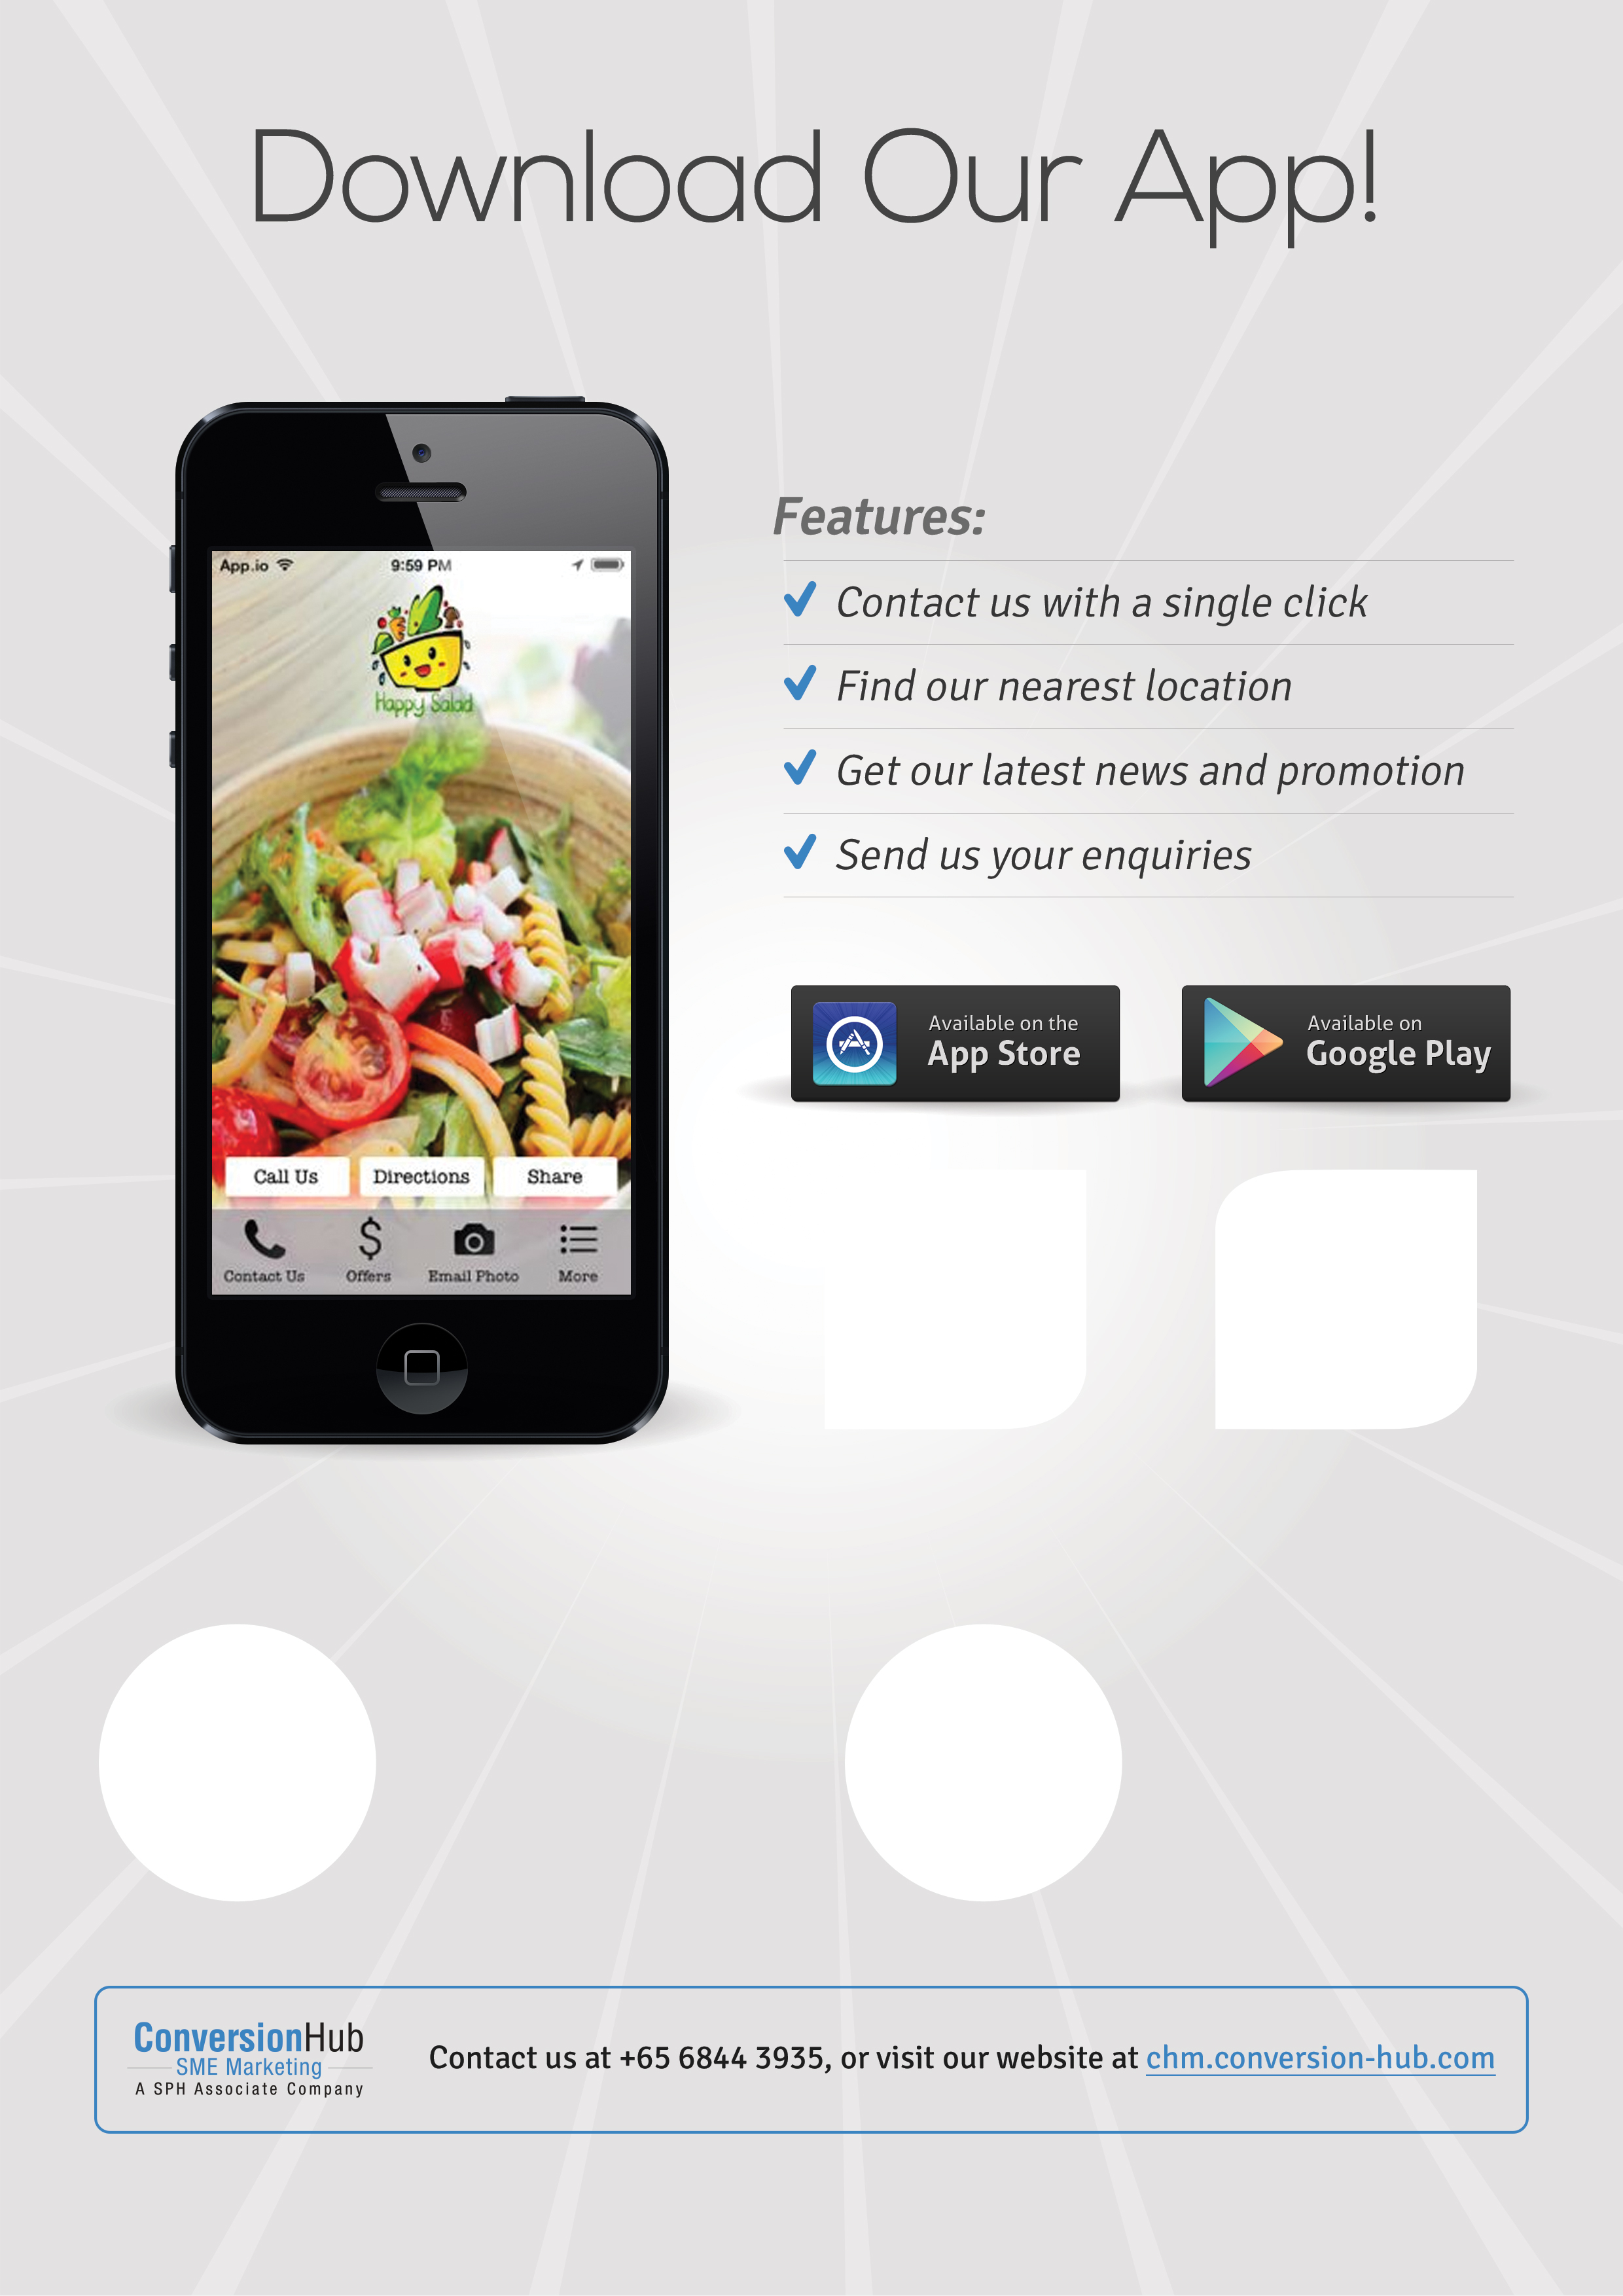 Download Our App!
App.io
9:59 PM
Happy Salad
Call Us
Directions
Share
Contact Us
Offers
Email Photo
More
Features:
Contact us with a single click
Find our nearest location
Get our latest news and promotion
Send us your enquiries
Available on the
App Store
Available on
Google Play
ConversionHub
SME Marketing
A SPH Associate Company
Contact us at +65 6844 3935, or visit our website at chm.conversion-hub.com